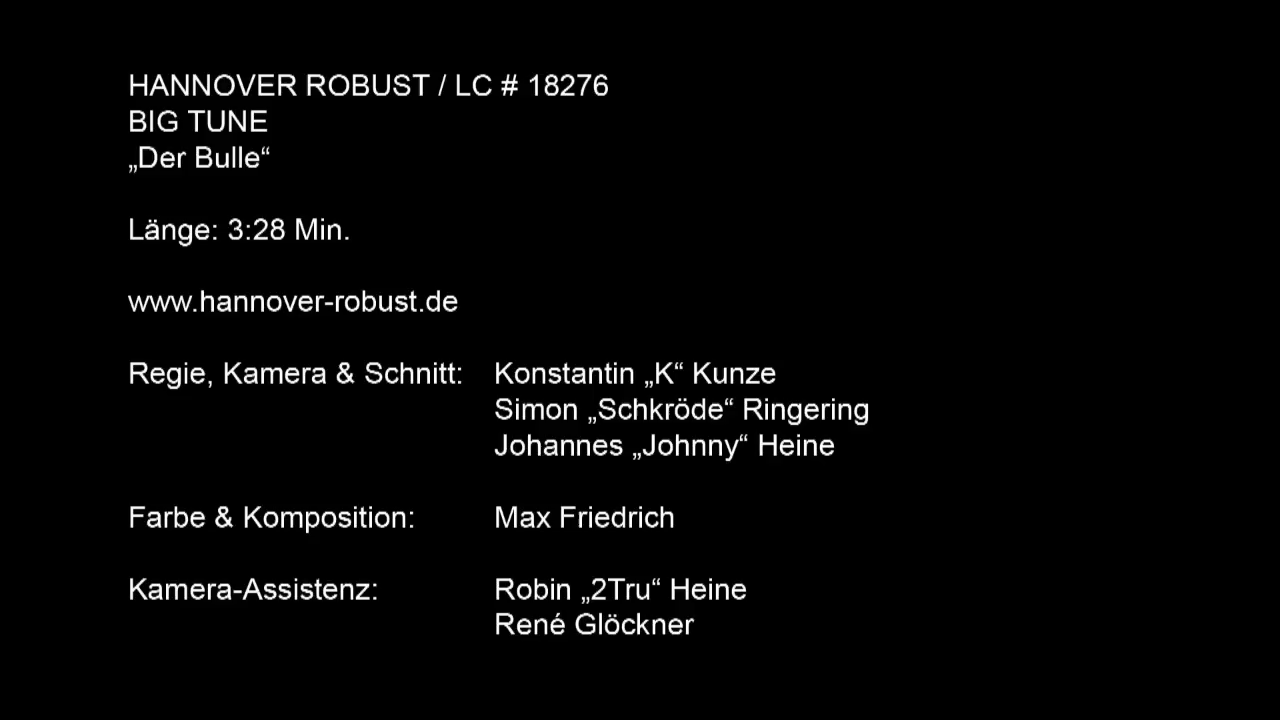 HANNOVER ROBUST / LC # 18276
BIG TUNE
„Der Bulle“
Länge: 3:28 Min.
www.hannover-robust.de
Regie, Kamera & Schnitt: Konstantin „K“ Kunze
Simon „Schkröde“ Ringering
Johannes „Johnny“ Heine
Farbe & Komposition: Max Friedrich
Kamera-Assistenz: Robin „2Tru“ Heine
René Glöckner